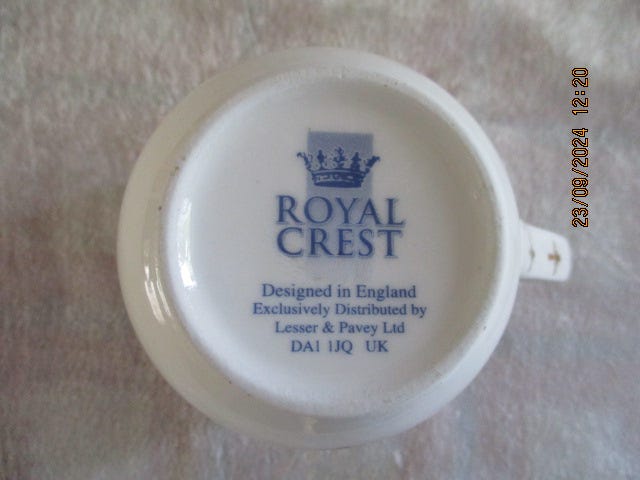 ROYAL
CREST
Designed in England
Exclusively Distributed by
Lesser & Pavey Ltd
DA1 1JQ UK
23/09/2024 12:20